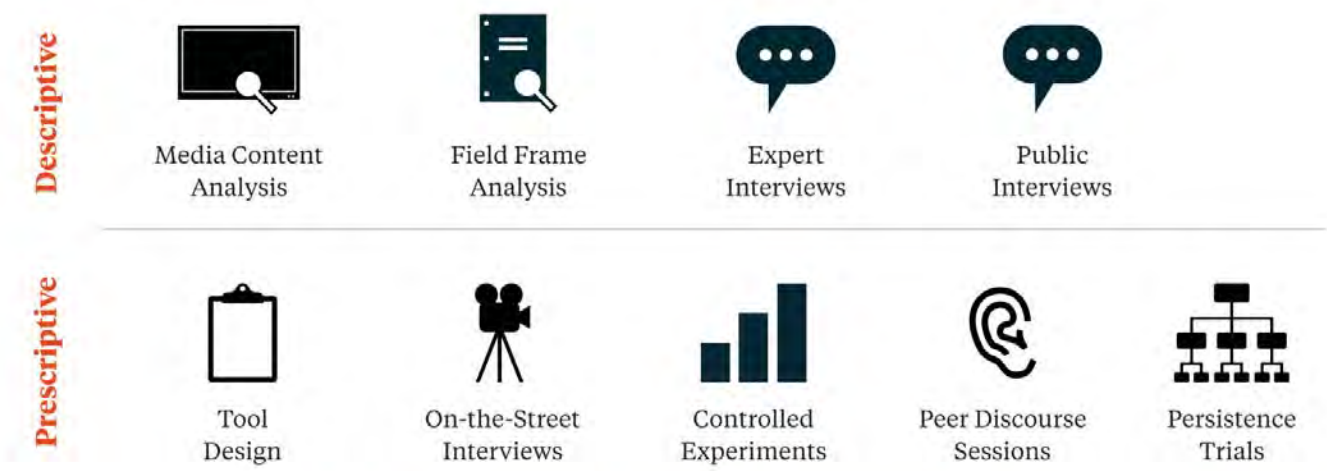 Descriptive
Media Content
Analysis
Field Frame
Analysis
Expert
Interviews
Public
Interviews
Prescriptive
Tool
Design
On-the-Street
Interviews
Controlled
Experiments
Peer Discourse
Sessions
Persistence
Trials